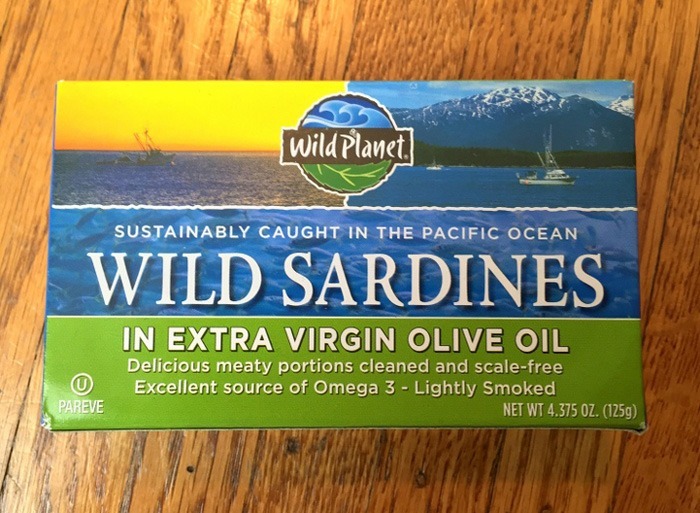 Wild Planet®
SUSTAINABLY CAUGHT IN THE PACIFIC OCEAN
WILD SARDINES
IN EXTRA VIRGIN OLIVE OIL
Delicious meaty portions cleaned and scale-free
Excellent source of Omega 3 - Lightly Smoked
U
PAREVE
NET WT 4.375 OZ. (125g)